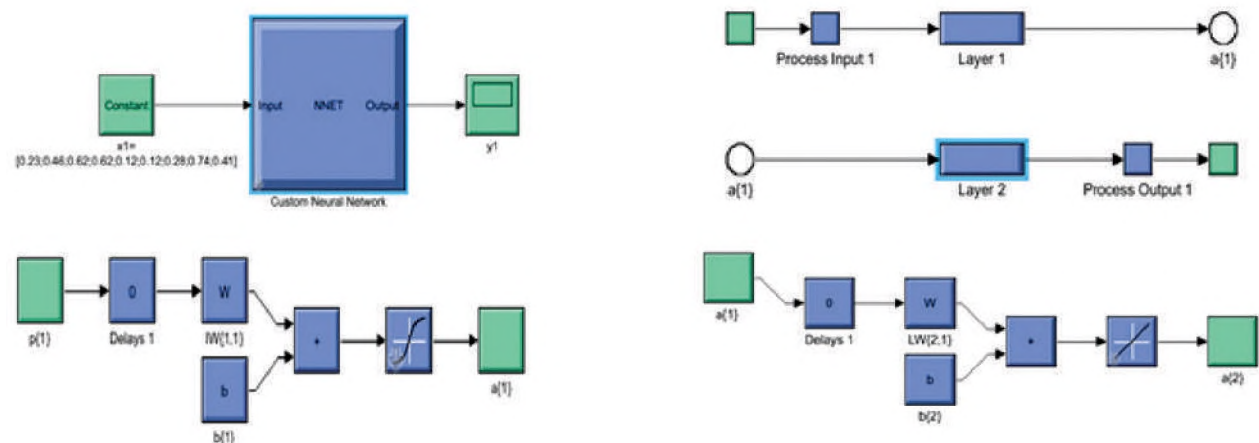 Constant
x1=
[0.23;0.46;0.62;0.62;0.12;0.12;0.28;0.74;0.41]
Input NNET Output
Custom Neural Network
y1
Process Input 1
Layer 1
a{1}
a{1}
Layer 2
Process Output 1
p{1}
0
Delays 1
W
IW{1,1}
b
b{1}
+
a{1}
a{1}
0
Delays 1
W
LW{2,1}
b
b{2}
+
a{2}